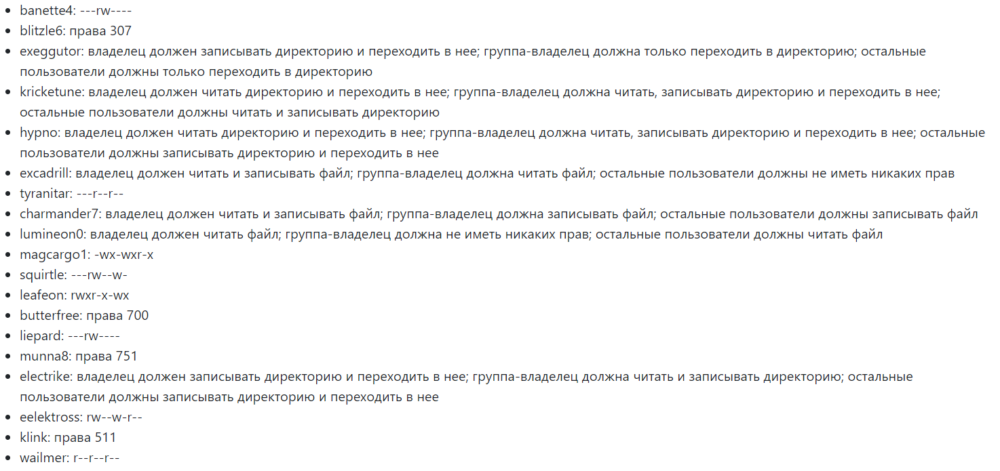 • banette4: ---rw----
• blitzle6: права 307
• exeggutor: владелец должен записывать директорию и переходить в нее; группа-владелец должна только переходить в директорию; остальные
пользователи должны только переходить в директорию
• kricketune: владелец должен читать директорию и переходить в нее; группа-владелец должна читать, записывать директорию и переходить в нее;
остальные пользователи должны читать и записывать директорию
• hypno: владелец должен читать директорию и переходить в нее; группа-владелец должна читать, записывать директорию и переходить в нее; остальные
пользователи должны записывать директорию и переходить в нее
• excadrill: владелец должен читать и записывать файл; группа-владелец должна читать файл; остальные пользователи должны не иметь никаких прав
• tyranitar: ---r--r--
• charmander7: владелец должен читать и записывать файл; группа-владелец должна записывать файл; остальные пользователи должны записывать файл
• lumineon0: владелец должен читать файл; группа-владелец должна не иметь никаких прав; остальные пользователи должны читать файл
• magcargo1: -wx-wxr-x
• squirtle: ---rw--w-
• leafeon: rwxr-x-wx
• butterfree: права 700
• liepard: ---rw----
• munna8: права 751
• electrike: владелец должен записывать директорию и переходить в нее; группа-владелец должна читать и записывать директорию; остальные
пользователи должны записывать директорию и переходить в нее
• eelektross: rw--w-r--
• klink: права 511
• wailmer: r--r--r--